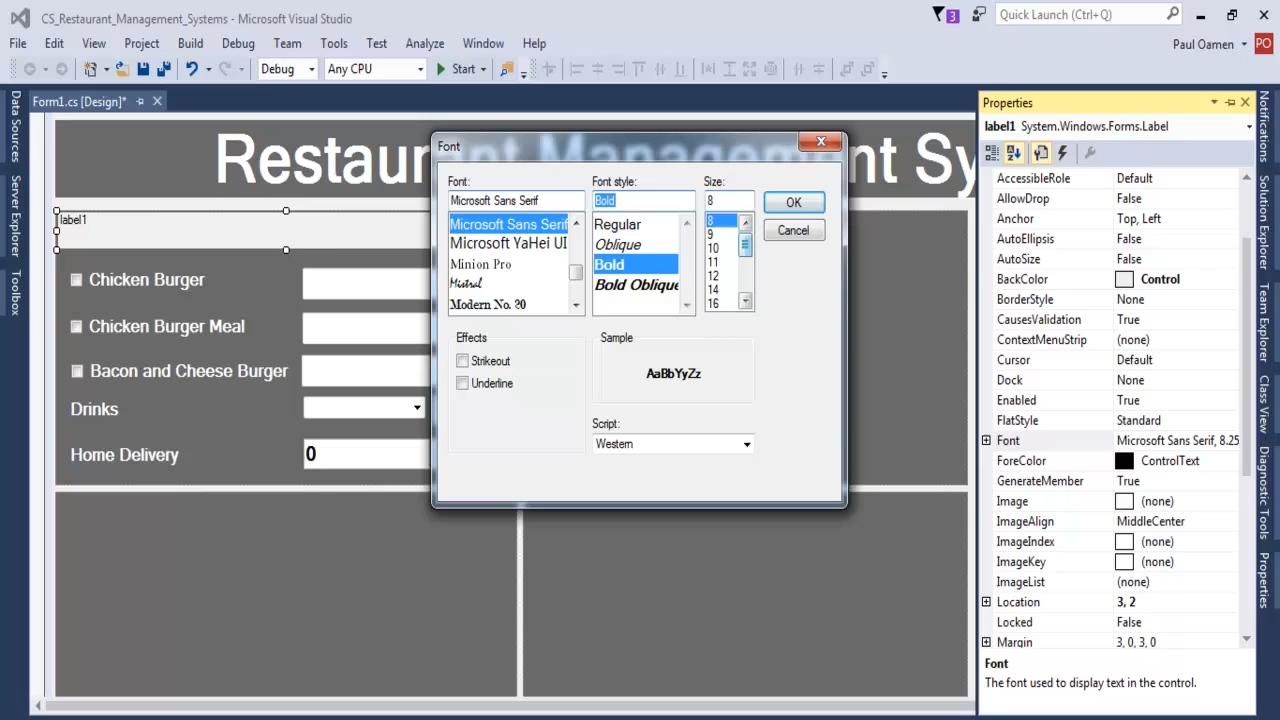 CS_Restaurant_Management_Systems - Microsoft Visual Studio
3
Quick Launch (Ctrl+Q)
File Edit View Project Build Debug Team Tools Test Analyze Window Help
Paul Oamen
PO
Debug
Any CPU
Start
Data Sources
Server Explorer
Toolbox
Form1.cs [Design]*
Restaurant Management Sy
label1
Chicken Burger
Chicken Burger Meal
Bacon and Cheese Burger
Drinks
Home Delivery
0
Font
Font:
Microsoft Sans Serif
Microsoft Sans Serif
Microsoft YaHei UI
Minion Pro
Mistral
Modern No. 20
Font style:
Bold
Regular
Oblique
Bold
Bold Oblique
Size:
8
8
9
10
11
12
14
16
OK
Cancel
Effects
Strikeout
Underline
Sample
AaBbYyZz
Script:
Western
Properties
label1 System.Windows.Forms.Label
AccessibleRole Default
AllowDrop False
Anchor Top, Left
AutoEllipsis False
AutoSize False
BackColor Control
BorderStyle None
CausesValidation True
ContextMenuStrip (none)
Cursor Default
Dock None
Enabled True
FlatStyle Standard
Font Microsoft Sans Serif, 8.25
ForeColor ControlText
GenerateMember True
Image (none)
ImageAlign MiddleCenter
ImageIndex (none)
ImageKey (none)
ImageList (none)
Location 3, 2
Locked False
Margin 3, 0, 3, 0
Font
The font used to display text in the control.
Notifications
Solution Explorer
Team Explorer
Class View
Diagnostic Tools
Properties